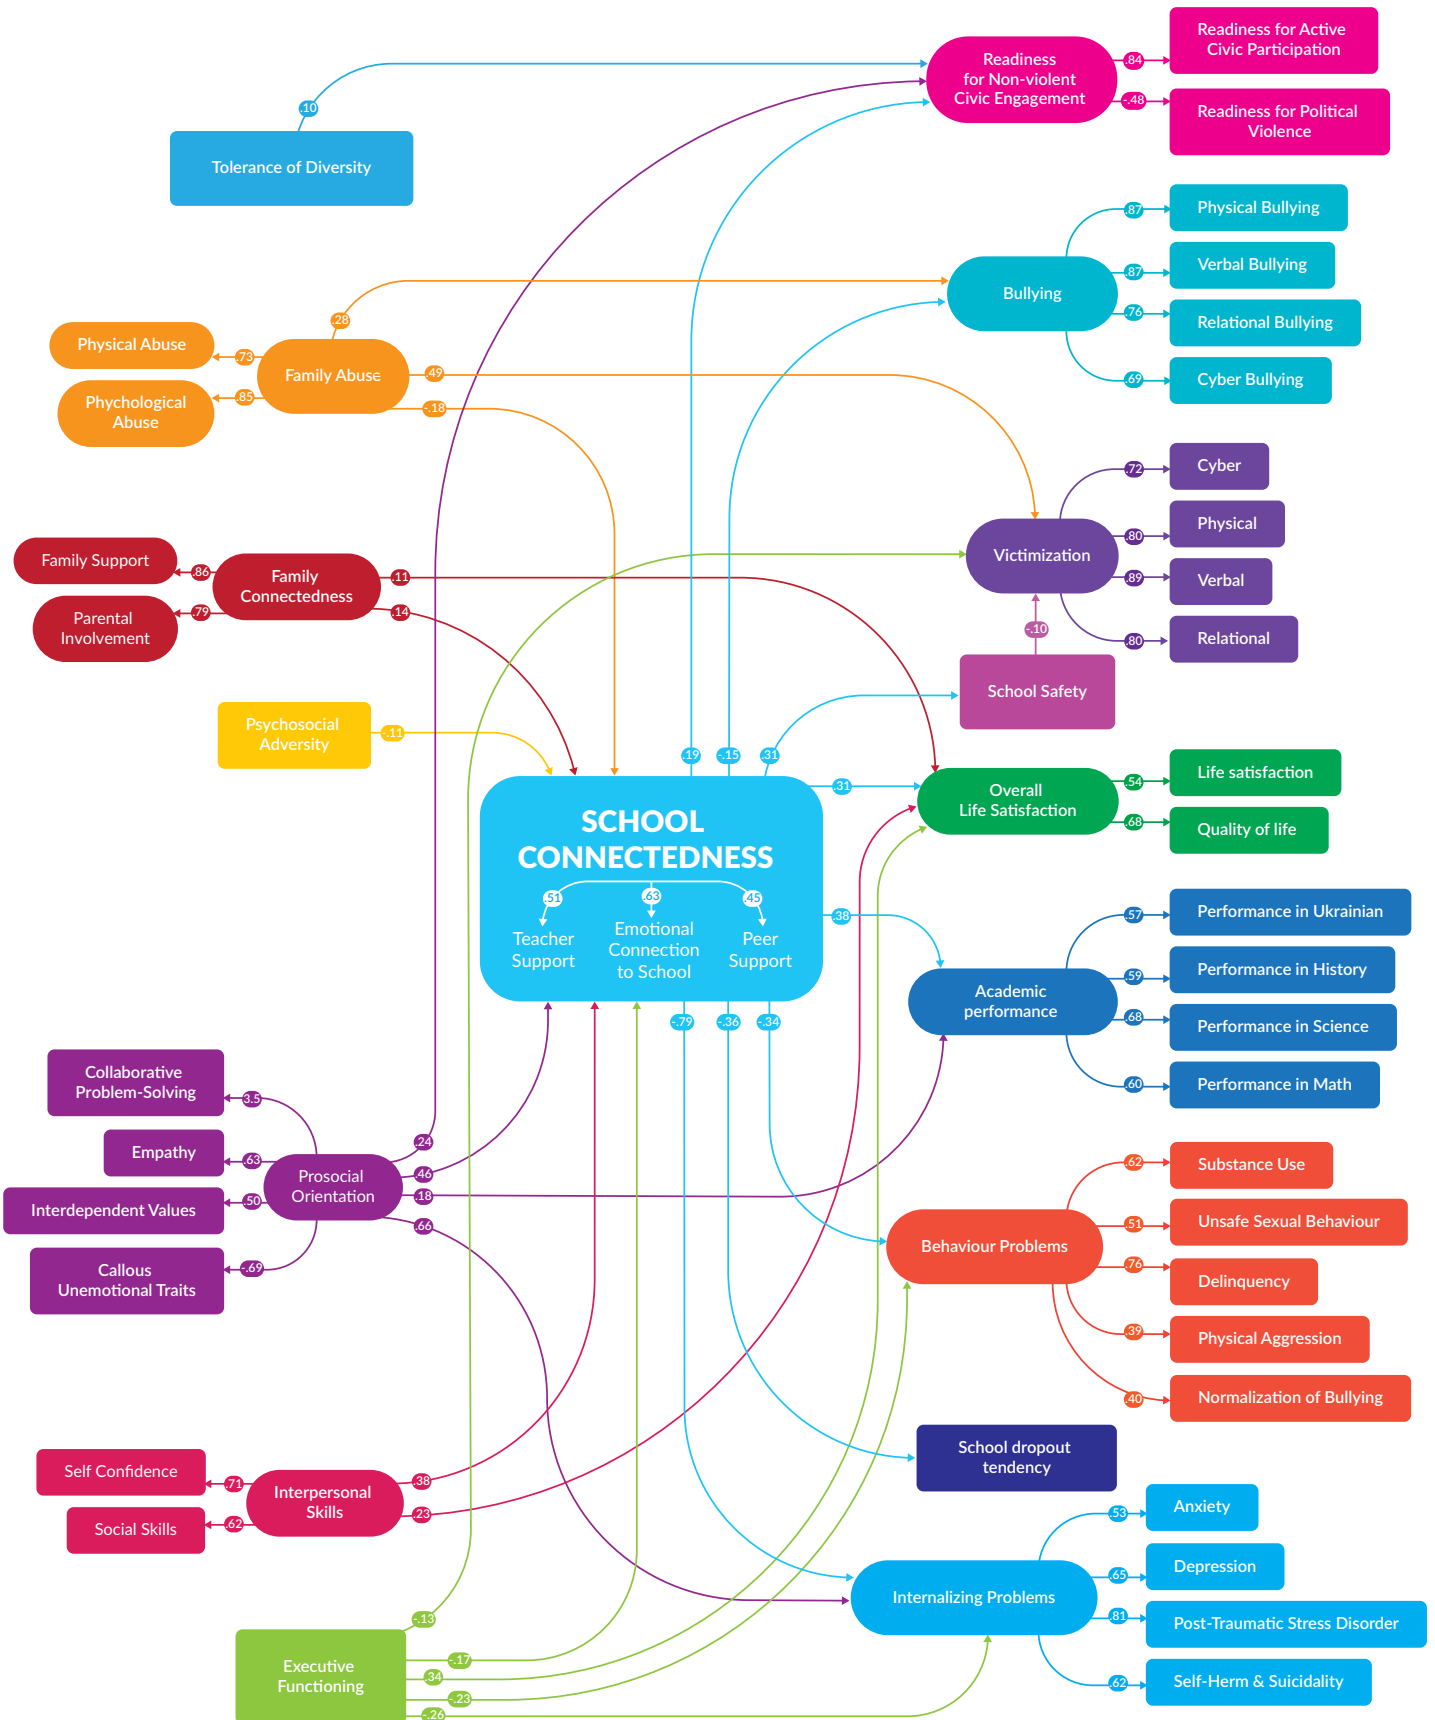 Readiness for Active
Civic Participation
Readiness
for Non-violent
Civic Engagement
.84
-.48
Readiness for Political
Violence
.10
Tolerance of Diversity
Physical Bullying
.87
Verbal Bullying
.87
Bullying
.76
Relational Bullying
.69
Cyber Bullying
.28
Physical Abuse
.73
Family Abuse
.49
.85
-.18
Phychological
Abuse
.72
Cyber
.80
Physical
Victimization
.89
Verbal
.80
Relational
-.10
School Safety
Family Support
.86
Family
Connectedness
.11
.79
.14
Parental
Involvement
Psychosocial
Adversity
-.11
.19
-.15
.31
.31
Overall
Life Satisfaction
.54
Life satisfaction
.68
Quality of life
SCHOOL
CONNECTEDNESS
.51
.63
.45
Teacher
Support
Emotional
Connection
to School
Peer
Support
.38
.57
Performance in Ukrainian
.59
Performance in History
Academic
performance
.68
Performance in Science
.60
Performance in Math
-.79
-.36
-.34
Collaborative
Problem-Solving
3.5
Empathy
.63
Prosocial
Orientation
.24
.46
.18
.66
.50
Interdependent Values
-.69
Callous
Unemotional Traits
.62
Substance Use
.51
Unsafe Sexual Behaviour
Behaviour Problems
.76
Delinquency
.39
Physical Aggression
.40
Normalization of Bullying
School dropout
tendency
Self Confidence
.71
Interpersonal
Skills
.38
.23
.62
Social Skills
.53
Anxiety
.65
Depression
Internalizing Problems
.81
Post-Traumatic Stress Disorder
.62
Self-Herm & Suicidality
-.13
Executive
Functioning
-.17
.34
-.23
-.26